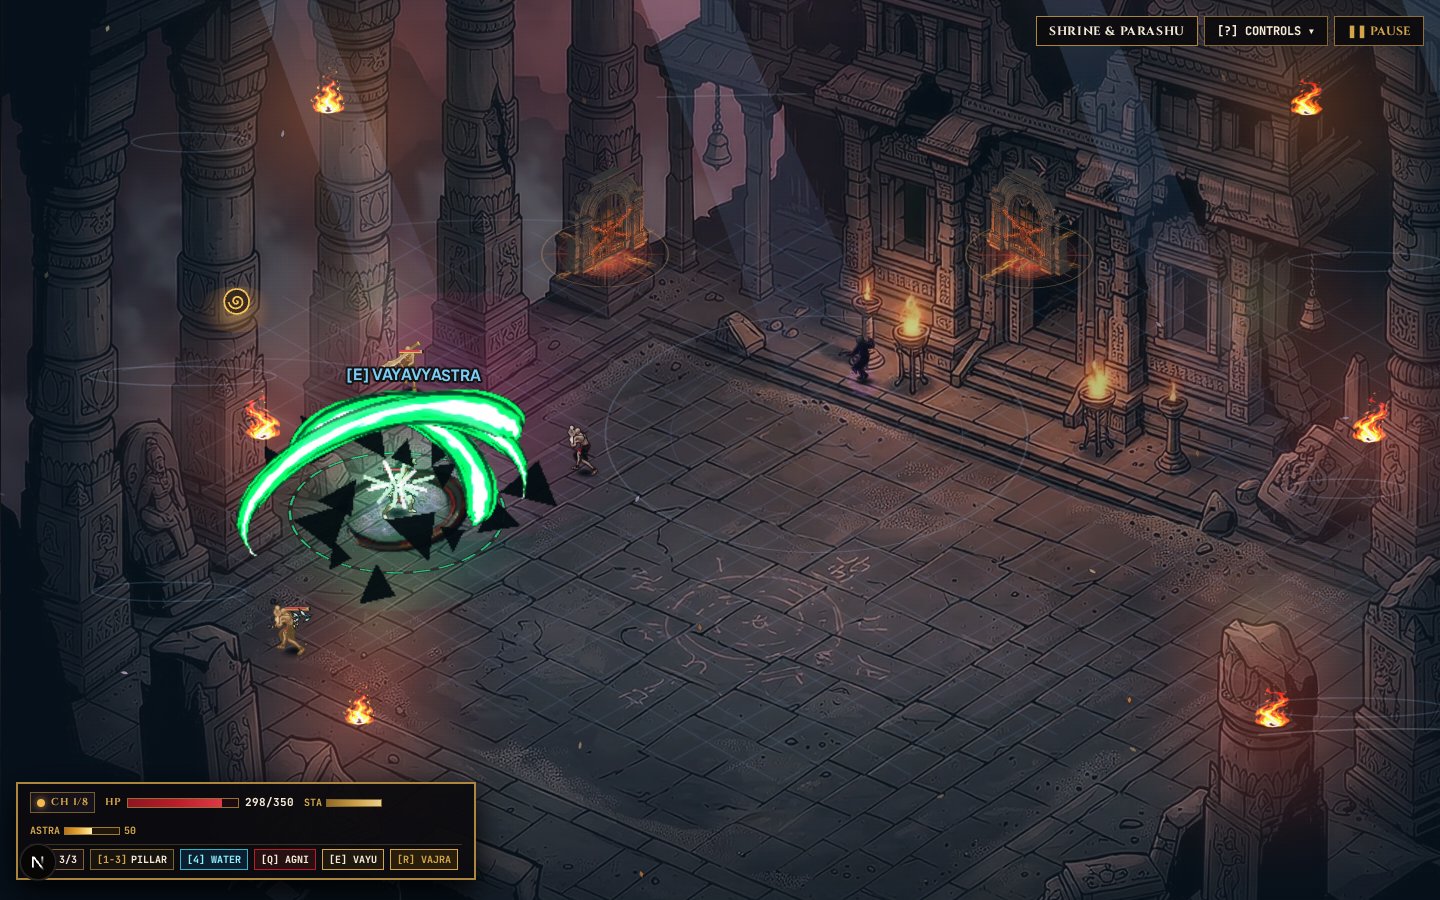 SHRINE & PARASHU
[?] CONTROLS ▾
❚❚ PAUSE
[E] VAYAVYASTRA
CH 1/8 HP 298/350 STA
ASTRA 50
N 3/3 [1-3] PILLAR [4] WATER [Q] AGNI [E] VAYU [R] VAJRA